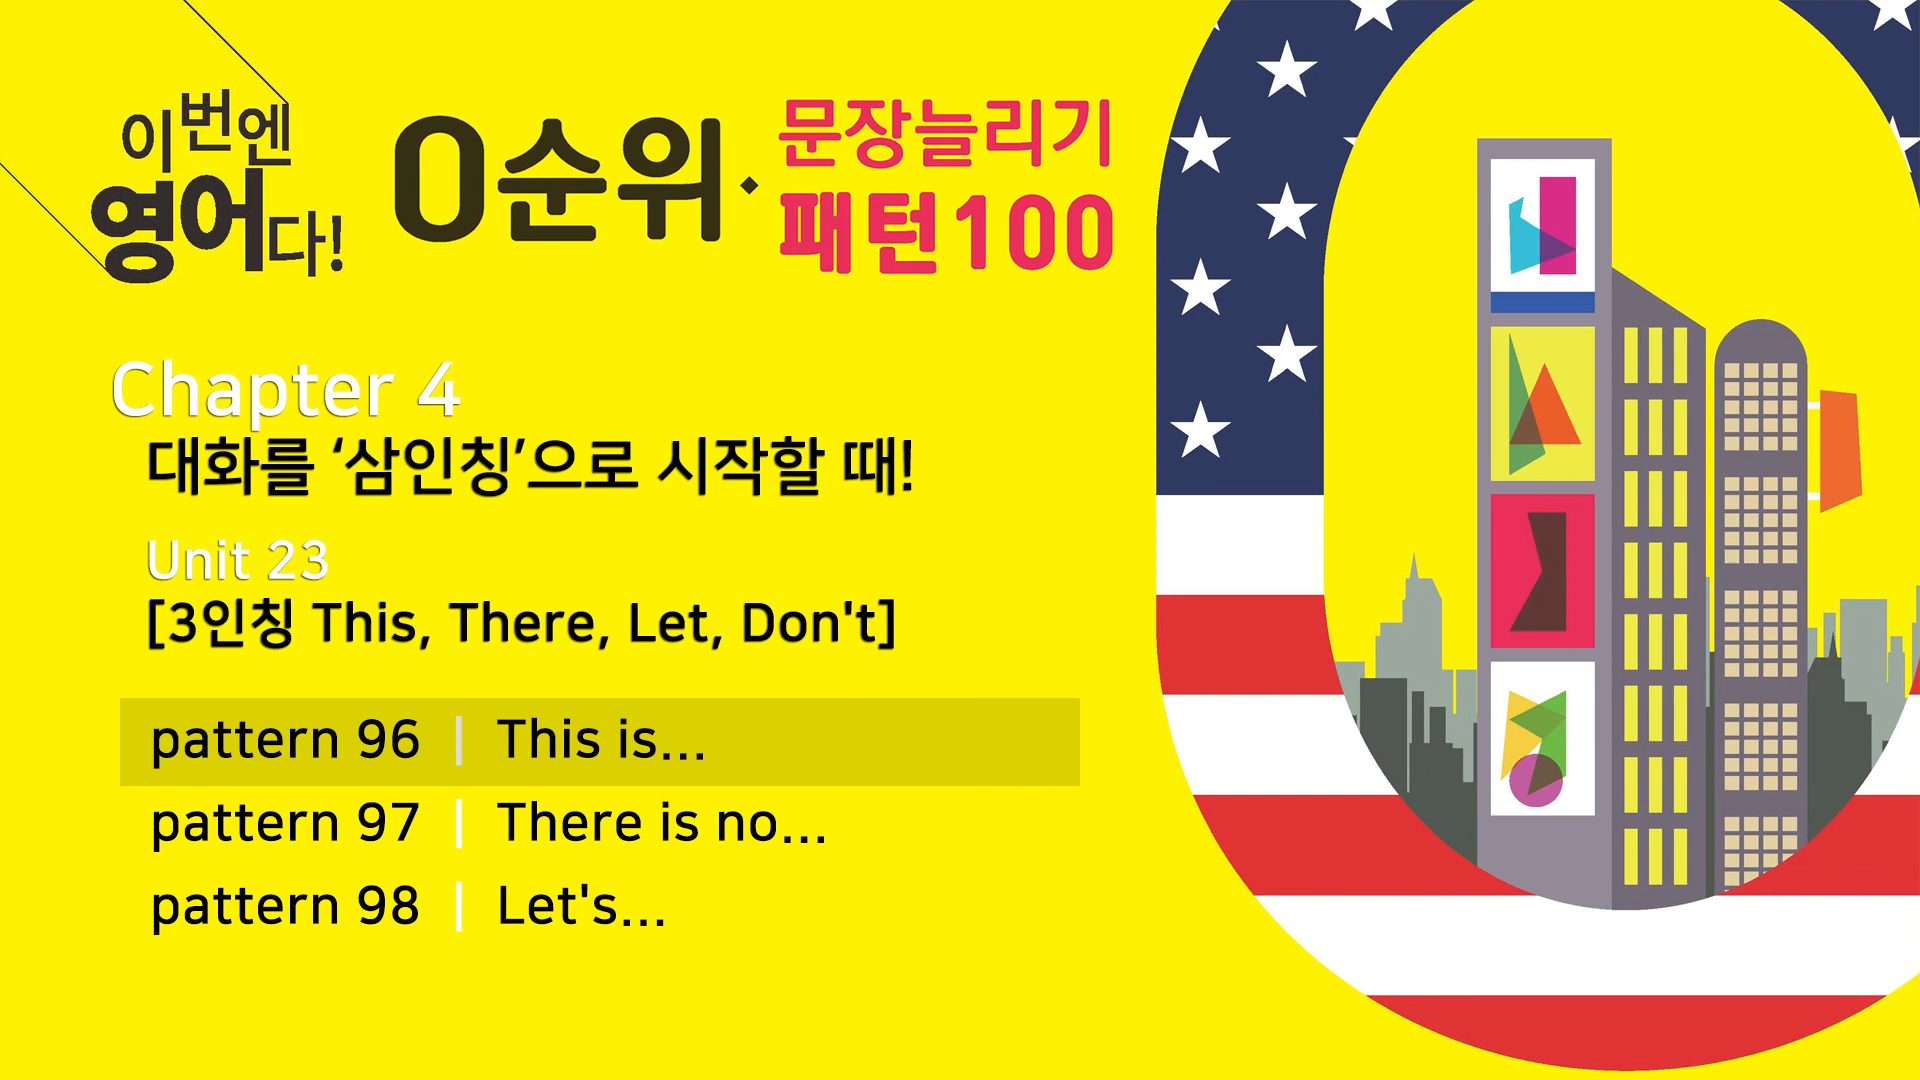 이번엔
영어다!
0순위·
문장늘리기
패턴100
Chapter 4
대화를 ‘삼인칭’으로 시작할 때!
Unit 23
[3인칭 This, There, Let, Don't]
pattern 96 | This is...
pattern 97 | There is no...
pattern 98 | Let's...